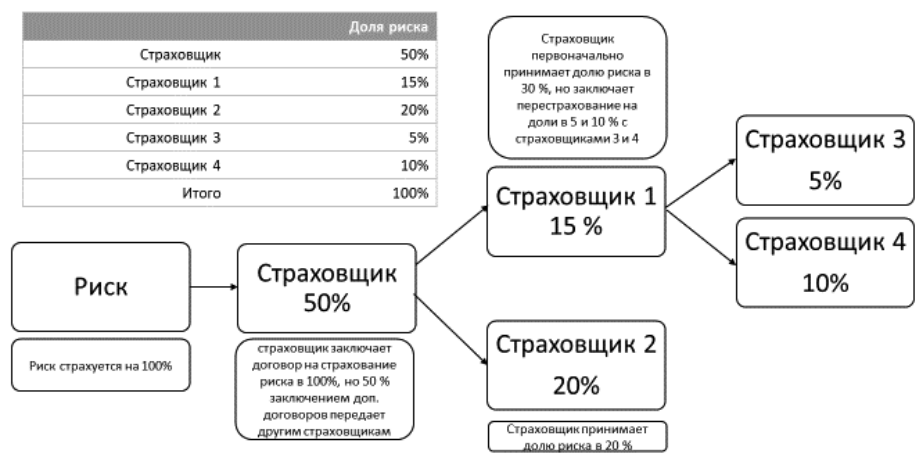 Доля риска
Страховщик 50%
Страховщик 1 15%
Страховщик 2 20%
Страховщик 3 5%
Страховщик 4 10%
Итого 100%
Страховщик
первоначально
принимает долю риска в
30 %, но заключает
перестрахование на
доли в 5 и 10 % с
страховщиками 3 и 4
Риск
Риск страхуется на 100%
Страховщик
50%
страховщик заключает
договор на страхование
риска в 100%, но 50 %
заключением доп.
договоров передает
другим страховщикам
Страховщик 1
15 %
Страховщик 2
20%
Страховщик принимает
долю риска в 20 %
Страховщик 3
5%
Страховщик 4
10%